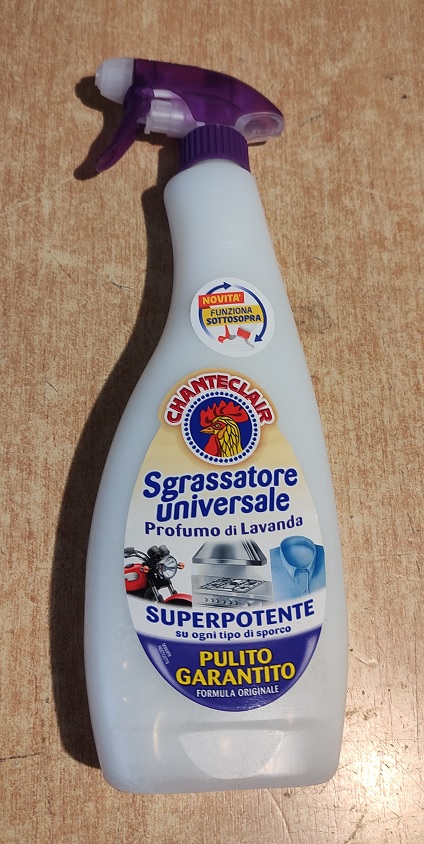 NOVITA'
FUNZIONA
SOTTOSOPRA
CHANTECLAIR
Sgrassatore
universale
Profumo di Lavanda
SUPERPOTENTE
su ogni tipo di sporco
PULITO
GARANTITO
FORMULA ORIGINALE